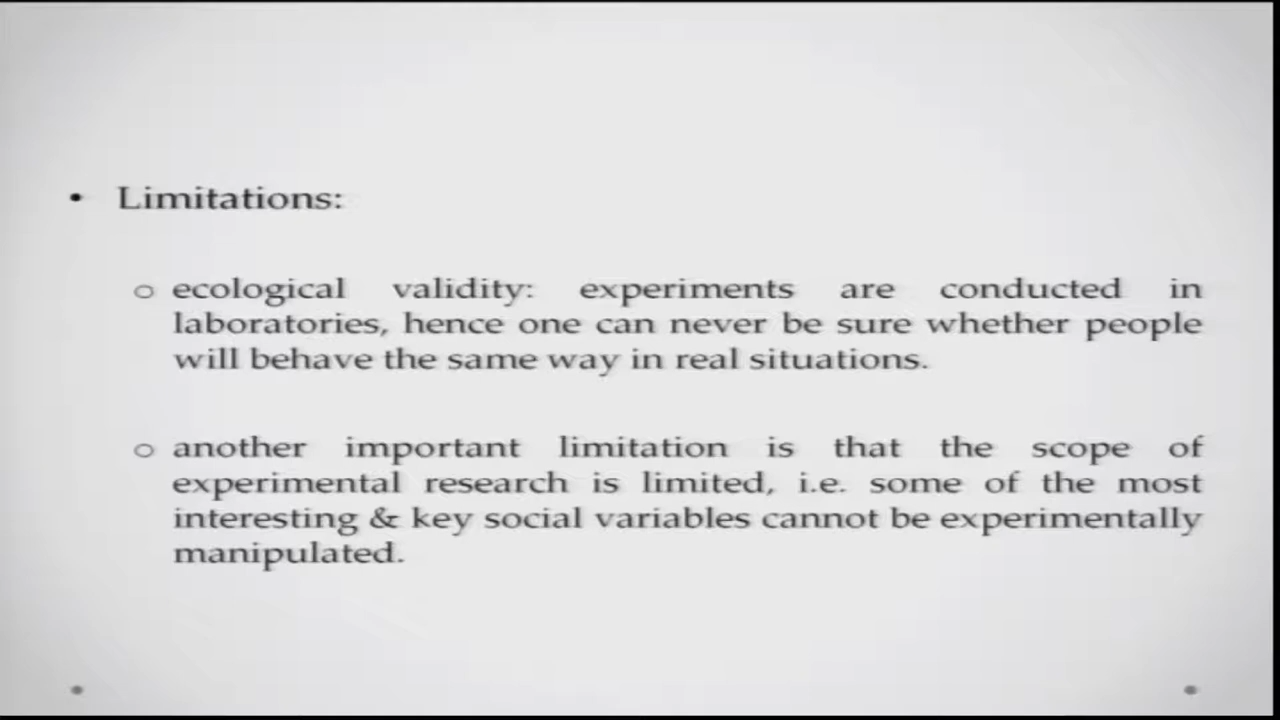 • Limitations:
o ecological validity: experiments are conducted in
laboratories, hence one can never be sure whether people
will behave the same way in real situations.
o another important limitation is that the scope of
experimental research is limited, i.e. some of the most
interesting & key social variables cannot be experimentally
manipulated.